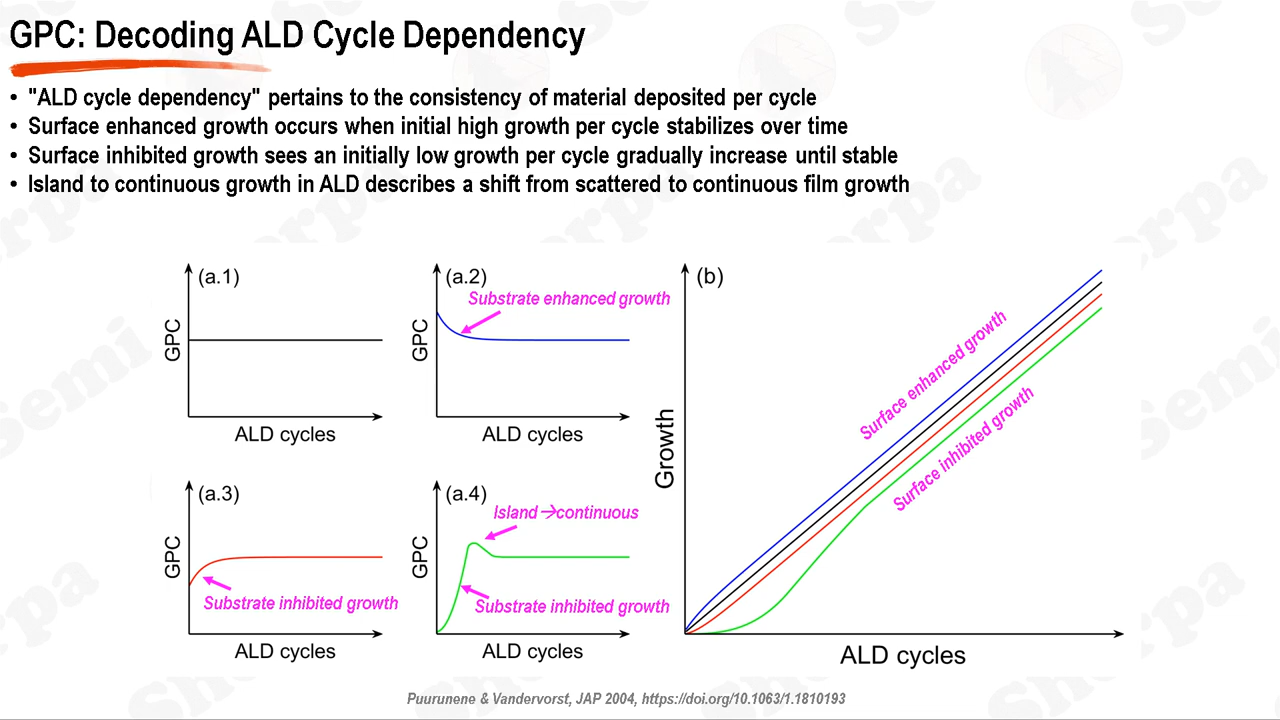 GPC: Decoding ALD Cycle Dependency
• "ALD cycle dependency" pertains to the consistency of material deposited per cycle
• Surface enhanced growth occurs when initial high growth per cycle stabilizes over time
• Surface inhibited growth sees an initially low growth per cycle gradually increase until stable
• Island to continuous growth in ALD describes a shift from scattered to continuous film growth
(a.1)
GPC
ALD cycles
(a.2)
Substrate enhanced growth
GPC
ALD cycles
(a.3)
GPC
Substrate inhibited growth
ALD cycles
(a.4)
Island→continuous
GPC
Substrate inhibited growth
ALD cycles
(b)
Surface enhanced growth
Surface inhibited growth
Growth
ALD cycles
Puurunene & Vandervorst, JAP 2004, https://doi.org/10.1063/1.1810193
Semi
Sherpa